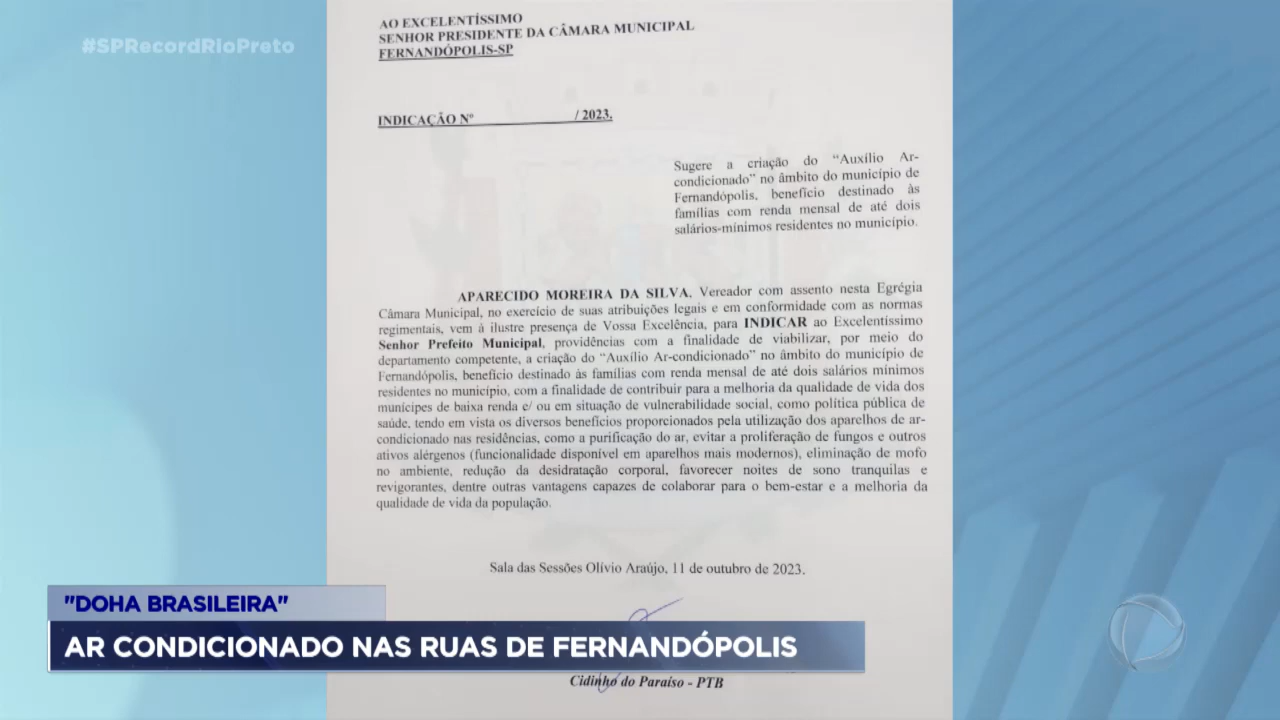 #SPRecordRioPreto
AO EXCELENTÍSSIMO
SENHOR PRESIDENTE DA CÂMARA MUNICIPAL
FERNANDÓPOLIS-SP
INDICAÇÃO Nº /2023.
Sugere a criação do “Auxílio Ar-
condicionado” no âmbito do município de
Fernandópolis, benefício destinado às
famílias com renda mensal de até dois
salários-mínimos residentes no município.
APARECIDO MOREIRA DA SILVA, Vereador com assento nesta Egrégia
Câmara Municipal, no exercício de suas atribuições legais e em conformidade com as normas
regimentais, vem à ilustre presença de Vossa Excelência, para INDICAR ao Excelentíssimo
Senhor Prefeito Municipal, providências com a finalidade de viabilizar, por meio do
departamento competente, a criação do “Auxílio Ar-condicionado” no âmbito do município de
Fernandópolis, benefício destinado às famílias com renda mensal de até dois salários mínimos
residentes no município, com a finalidade de contribuir para a melhoria da qualidade de vida dos
munícipes de baixa renda e/ ou em situação de vulnerabilidade social, como política pública de
saúde, tendo em vista os diversos benefícios proporcionados pela utilização dos aparelhos de ar-
condicionado nas residências, como a purificação do ar, evitar a proliferação de fungos e outros
ativos alérgenos (funcionalidade disponível em aparelhos mais modernos), eliminação de mofo
no ambiente, redução da desidratação corporal, favorecer noites de sono tranquilas e
revigorantes, dentre outras vantagens capazes de colaborar para o bem-estar e a melhoria da
qualidade de vida da população.
Sala das Sessões Olívio Araújo, 11 de outubro de 2023.
"DOHA BRASILEIRA"
AR CONDICIONADO NAS RUAS DE FERNANDÓPOLIS
Cidinho do Paraíso - PTB